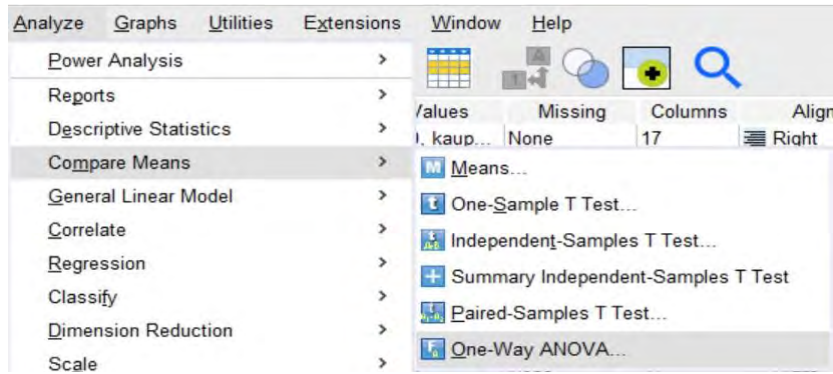 Analyze Graphs Utilities Extensions Window Help
Power Analysis
Reports
Descriptive Statistics
Compare Means
General Linear Model
Correlate
Regression
Classify
Dimension Reduction
Scale
Missing Columns
kaup... None 17 Right
Means...
One-Sample T Test...
Independent-Samples T Test...
Summary Independent-Samples T Test
Paired-Samples T Test...
One-Way ANOVA...